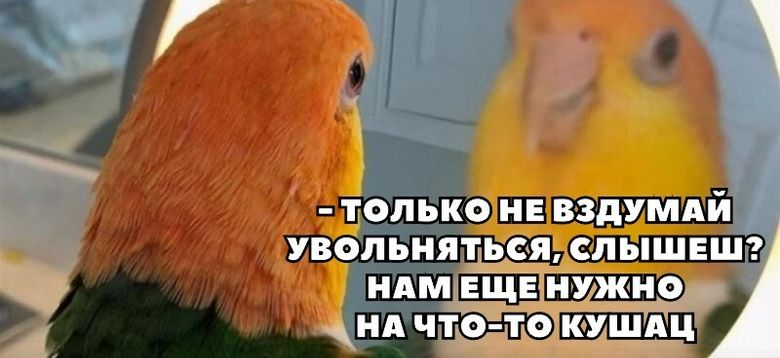 - ТОЛЬКО НЕ ВЗДУМАЙ
УВОЛЬНЯТЬСЯ, СЛЫШЕШ?
НАМ ЕЩЕ НУЖНО
НА ЧТО-ТО КУШАЦ